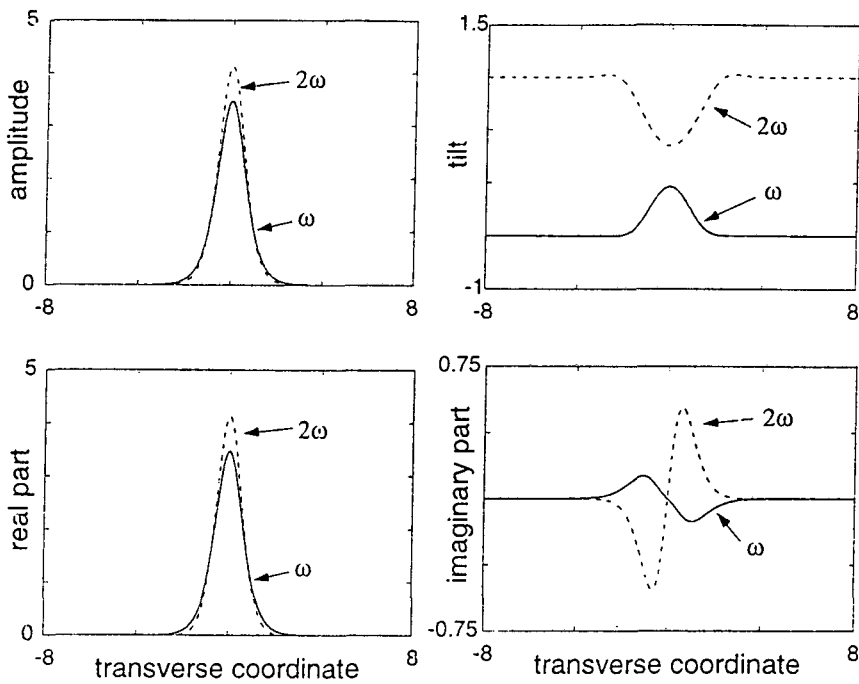 5
amplitude
2ω
ω
0
-8
8
1.5
tilt
2ω
ω
-1
-8
8
5
real part
2ω
ω
0
-8
8
transverse coordinate
0.75
imaginary part
2ω
ω
-0.75
-8
8
transverse coordinate